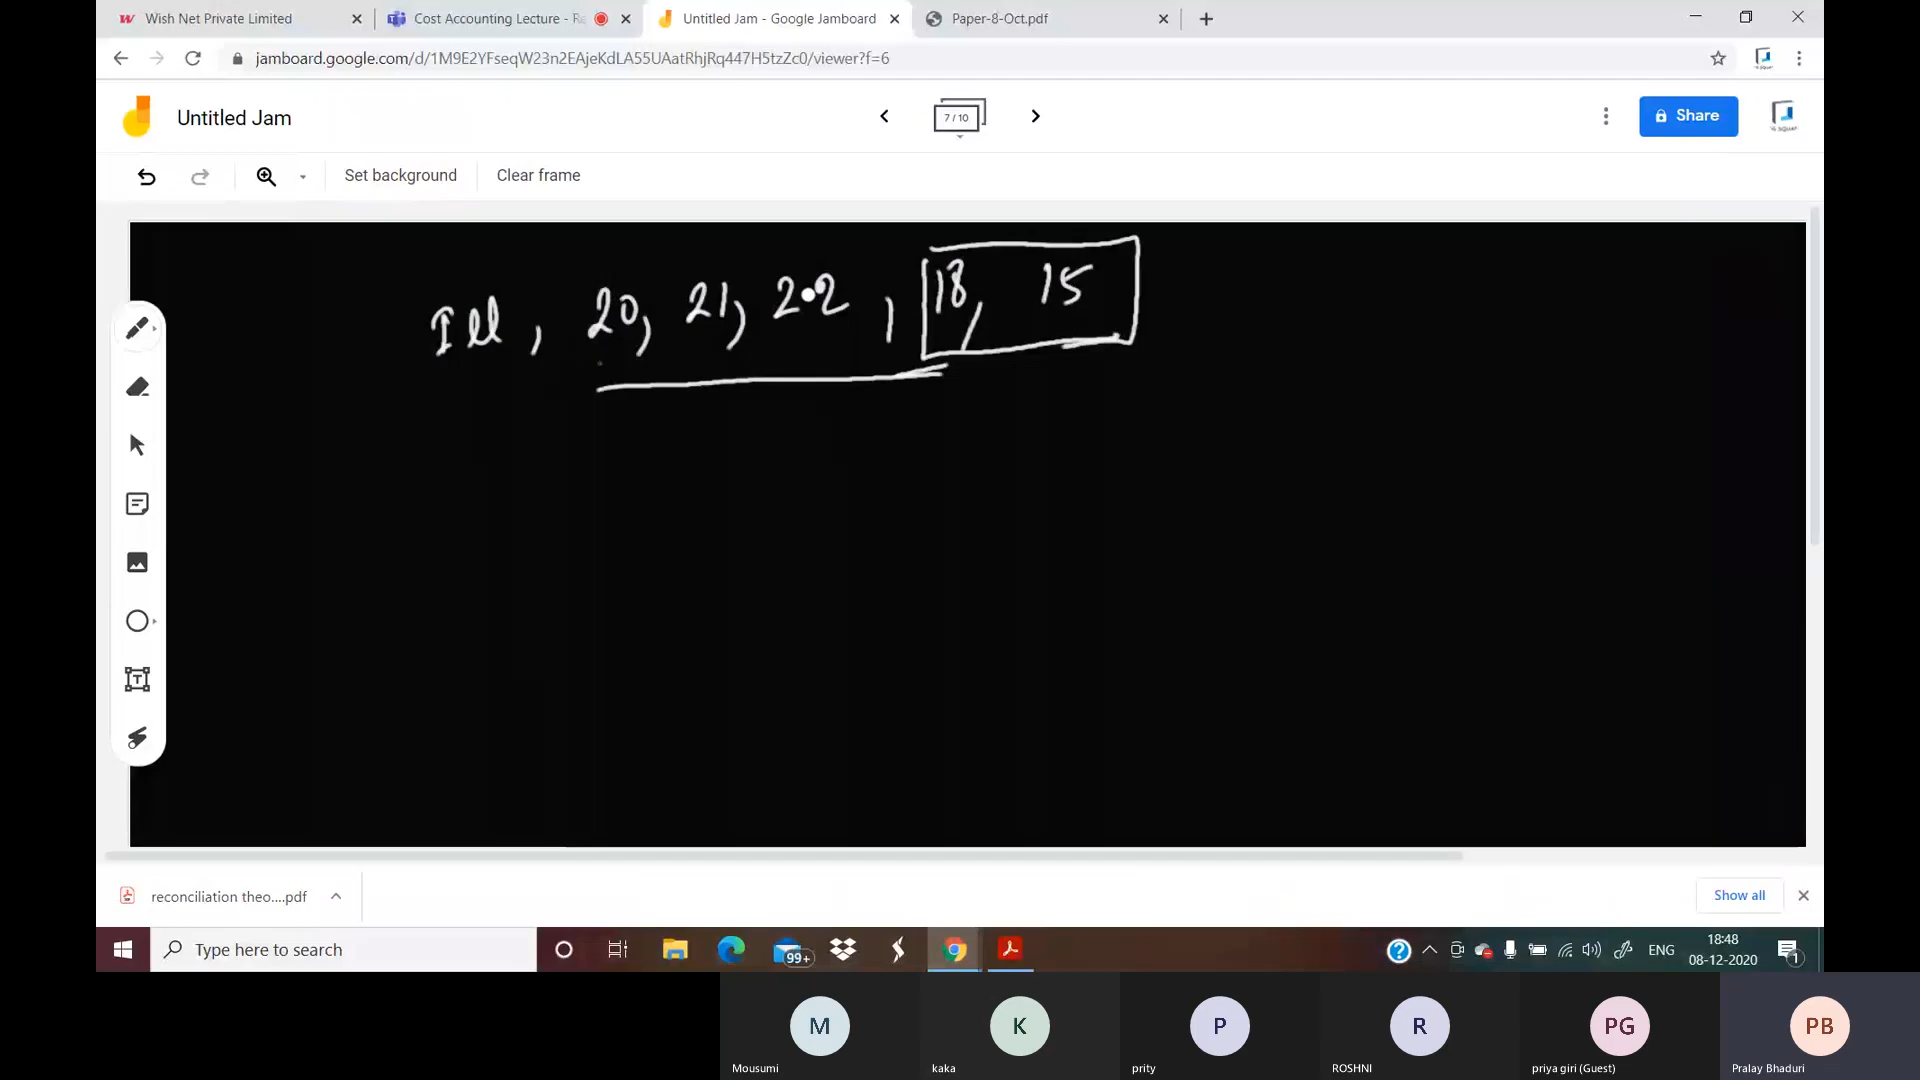 Wish Net Private Limited
Cost Accounting Lecture - Re
Untitled Jam - Google Jamboard
Paper-8-Oct.pdf
jamboard.google.com/d/1M9E2YFseqW23n2EAjeKdLA55UAatRhjRq447H5tzZc0/viewer?f=6
Untitled Jam
7 / 10
Share
Set background
Clear frame
Ill, 20, 21, 22, 18, 15
reconciliation theo....pdf
Show all
Type here to search
99+
ENG
18:48
08-12-2020
1
M
K
P
R
PG
PB
Mousumi
kaka
prity
ROSHNI
priya giri (Guest)
Pralay Bhaduri